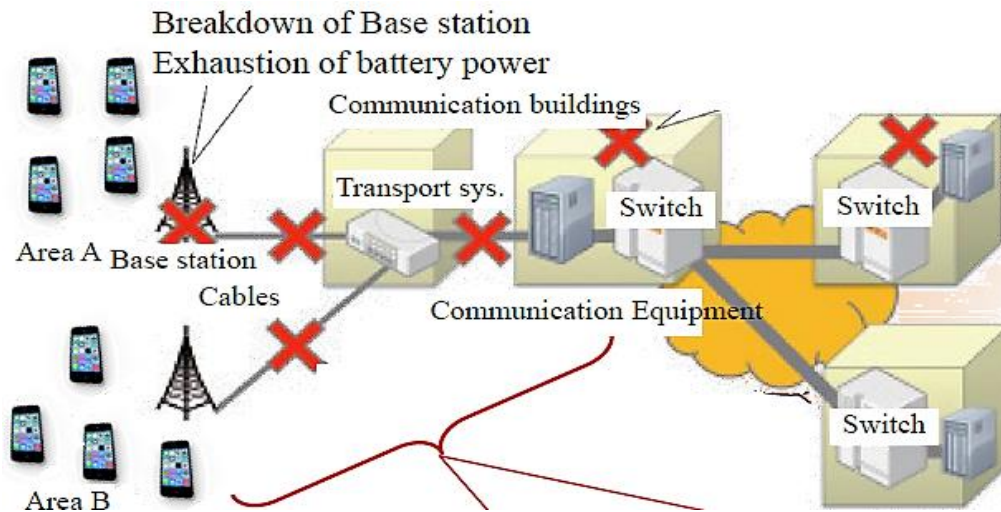 Breakdown of Base station
Exhaustion of battery power
Communication buildings
Transport sys.
Switch
Switch
Area A
Base station
Cables
Communication Equipment
Switch
Area B